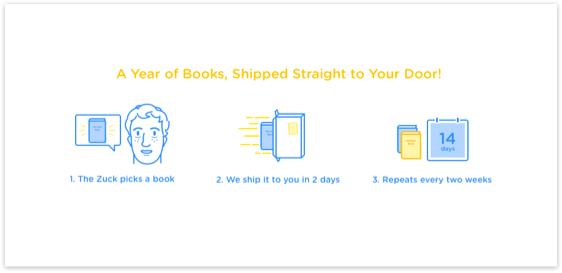 A Year of Books, Shipped Straight to Your Door!
14
days
1. The Zuck picks a book
2. We ship it to you in 2 days
3. Repeats every two weeks